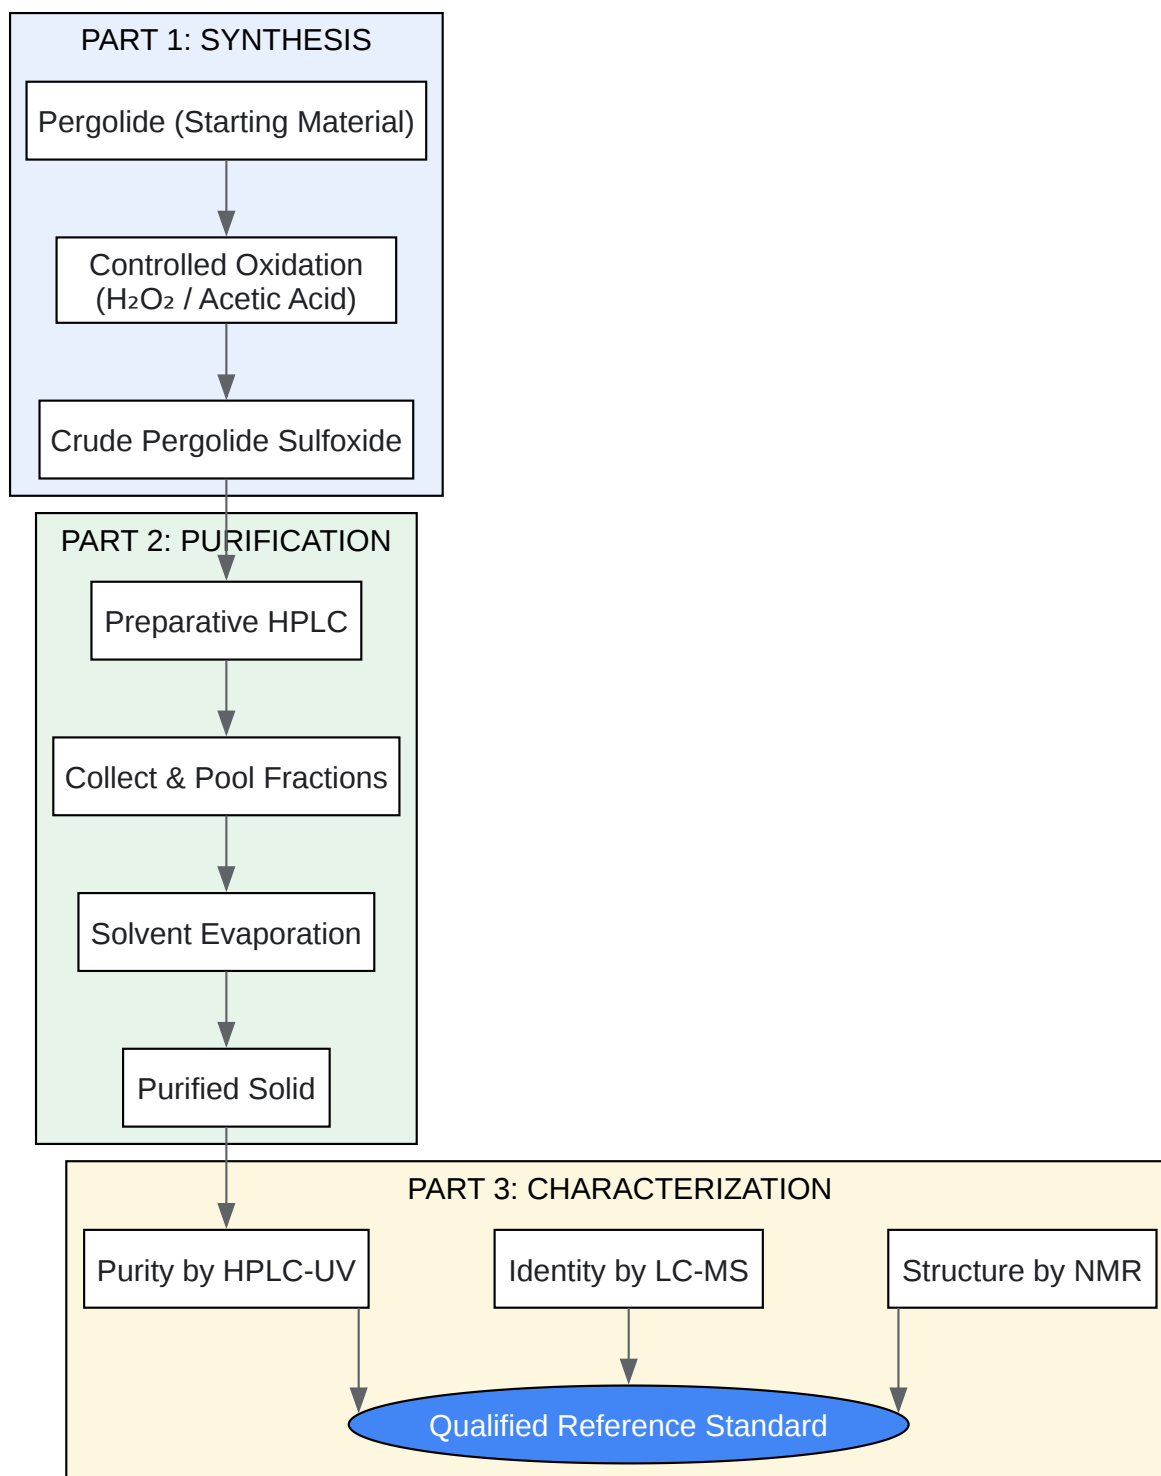 PART 1: SYNTHESIS
Pergolide (Starting Material)
Controlled Oxidation
(H₂O₂ / Acetic Acid)
Crude Pergolide Sulfoxide
PART 2: PURIFICATION
Preparative HPLC
Collect & Pool Fractions
Solvent Evaporation
Purified Solid
PART 3: CHARACTERIZATION
Purity by HPLC-UV
Identity by LC-MS
Structure by NMR
Qualified Reference Standard